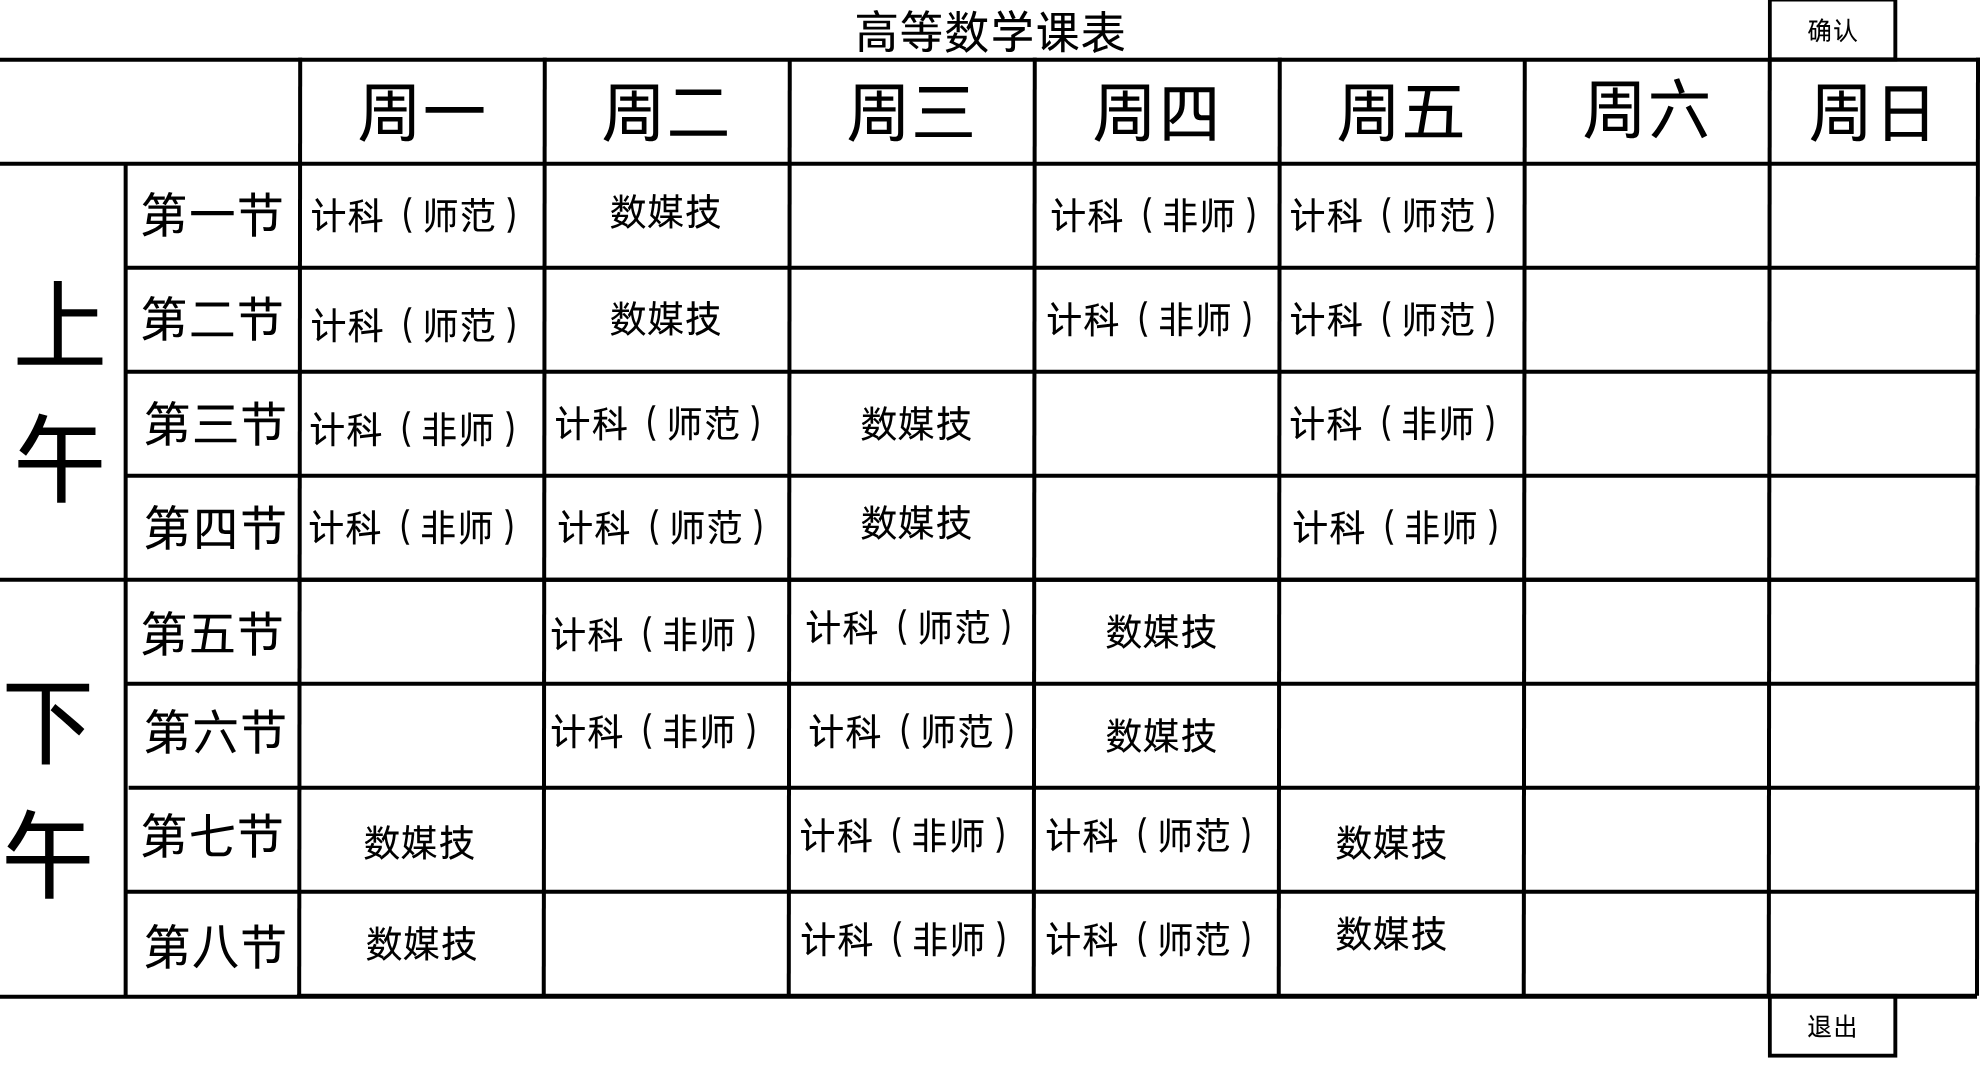 高等数学课表 确认
周一 周二 周三 周四 周五 周六 周日
上午
第一节 计科（师范） 数媒技 计科（非师） 计科（师范）
第二节 计科（师范） 数媒技 计科（非师） 计科（师范）
第三节 计科（非师） 计科（师范） 数媒技 计科（非师）
第四节 计科（非师） 计科（师范） 数媒技 计科（非师）
下午
第五节 计科（非师） 计科（师范） 数媒技
第六节 计科（非师） 计科（师范） 数媒技
第七节 数媒技 计科（非师） 计科（师范） 数媒技
第八节 数媒技 计科（非师） 计科（师范） 数媒技
退出